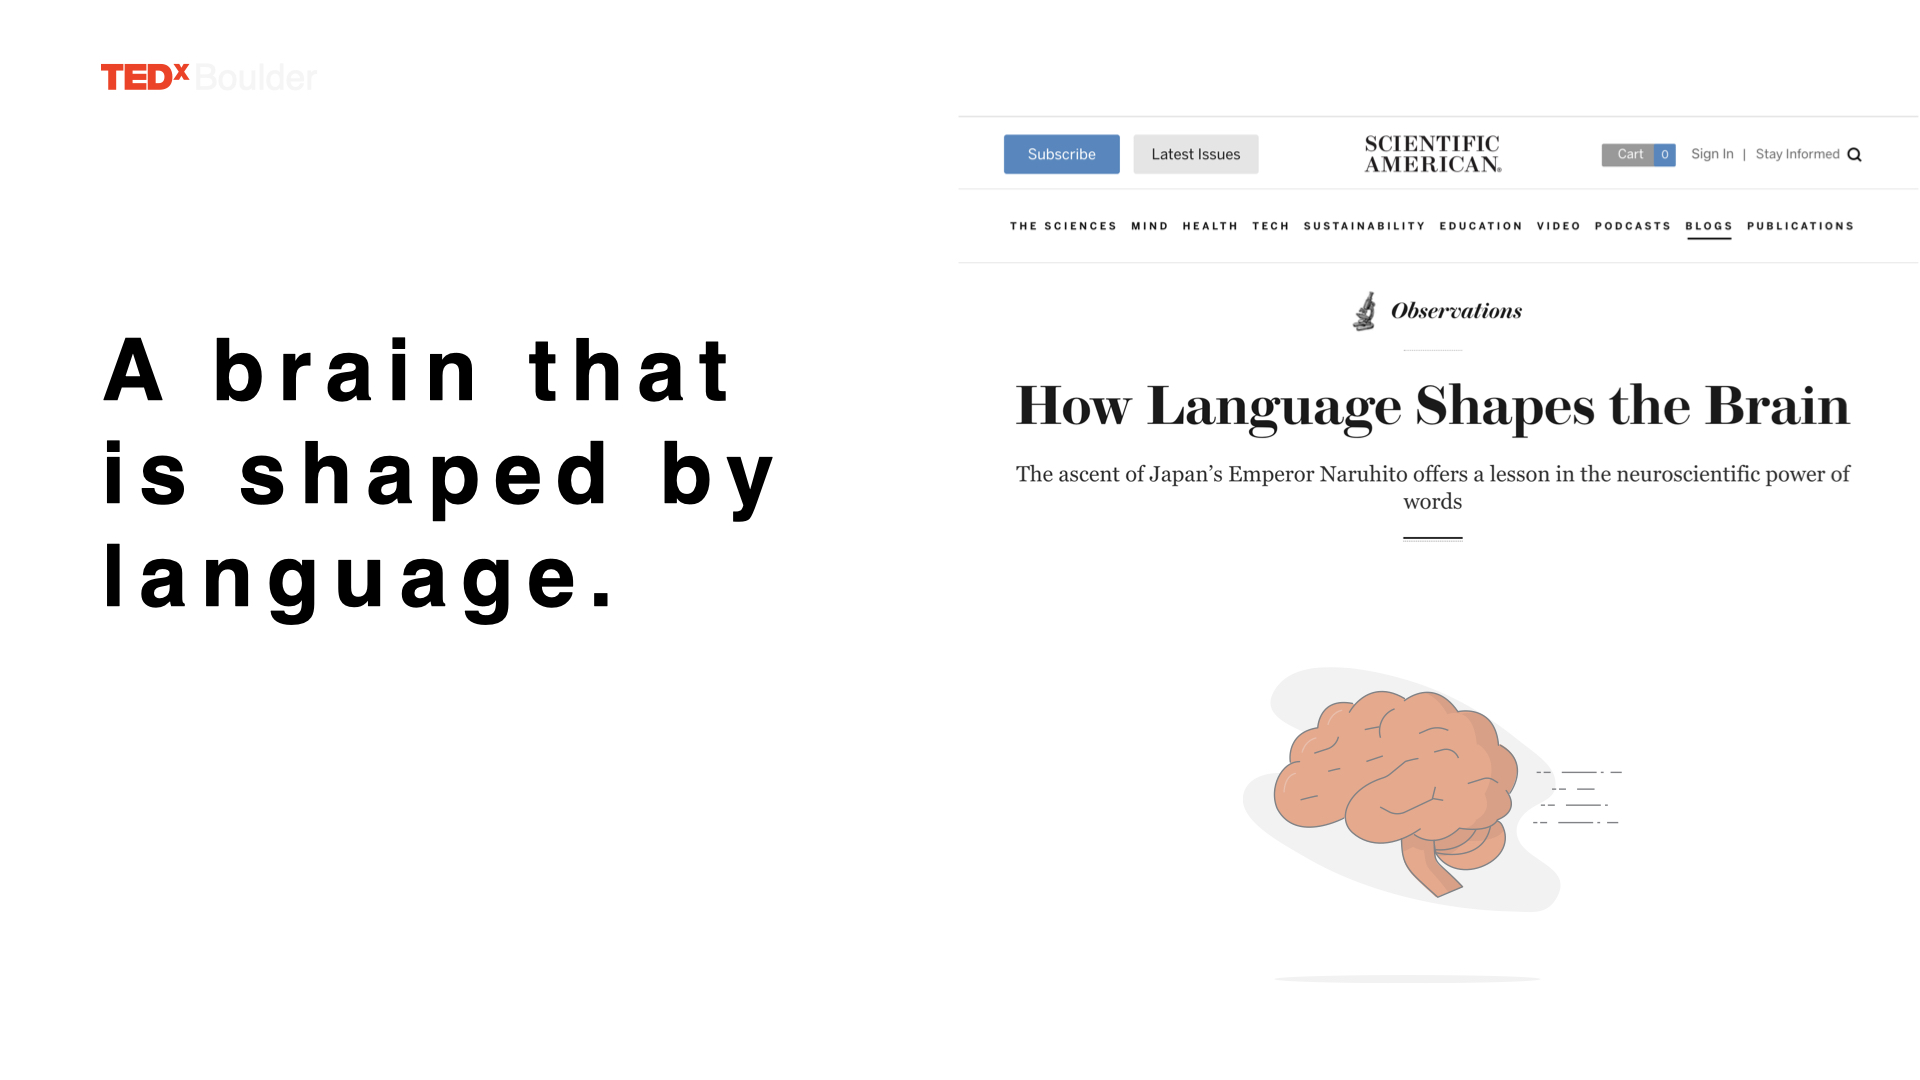 TEDx Boulder
A brain that
is shaped by
language.
Subscribe Latest Issues SCIENTIFIC AMERICAN® Cart 0 Sign In | Stay Informed
THE SCIENCES MIND HEALTH TECH SUSTAINABILITY EDUCATION VIDEO PODCASTS BLOGS PUBLICATIONS
Observations
How Language Shapes the Brain
The ascent of Japan’s Emperor Naruhito offers a lesson in the neuroscientific power of
words